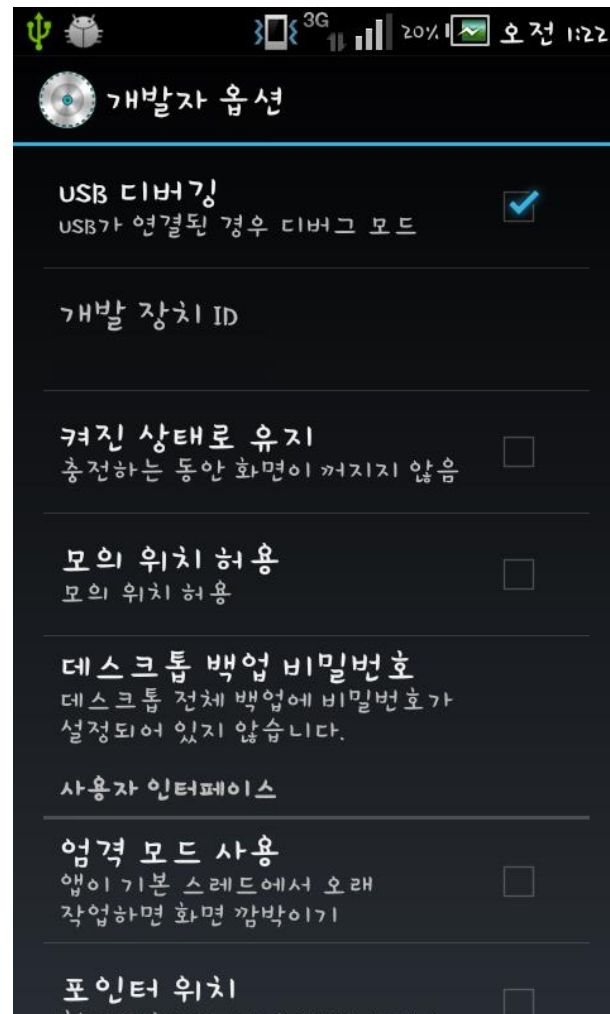 3G 20% 오전 1:22
개발자 옵션
USB 디버깅
USB가 연결된 경우 디버그 모드
개발 장치 ID
켜진 상태로 유지
충전하는 동안 화면이 꺼지지 않음
모의 위치 허용
모의 위치 허용
데스크톱 백업 비밀번호
데스크톱 전체 백업에 비밀번호가
설정되어 있지 않습니다.
사용자 인터페이스
엄격 모드 사용
앱이 기본 스레드에서 오래
작업하면 화면 깜박이기
포인터 위치